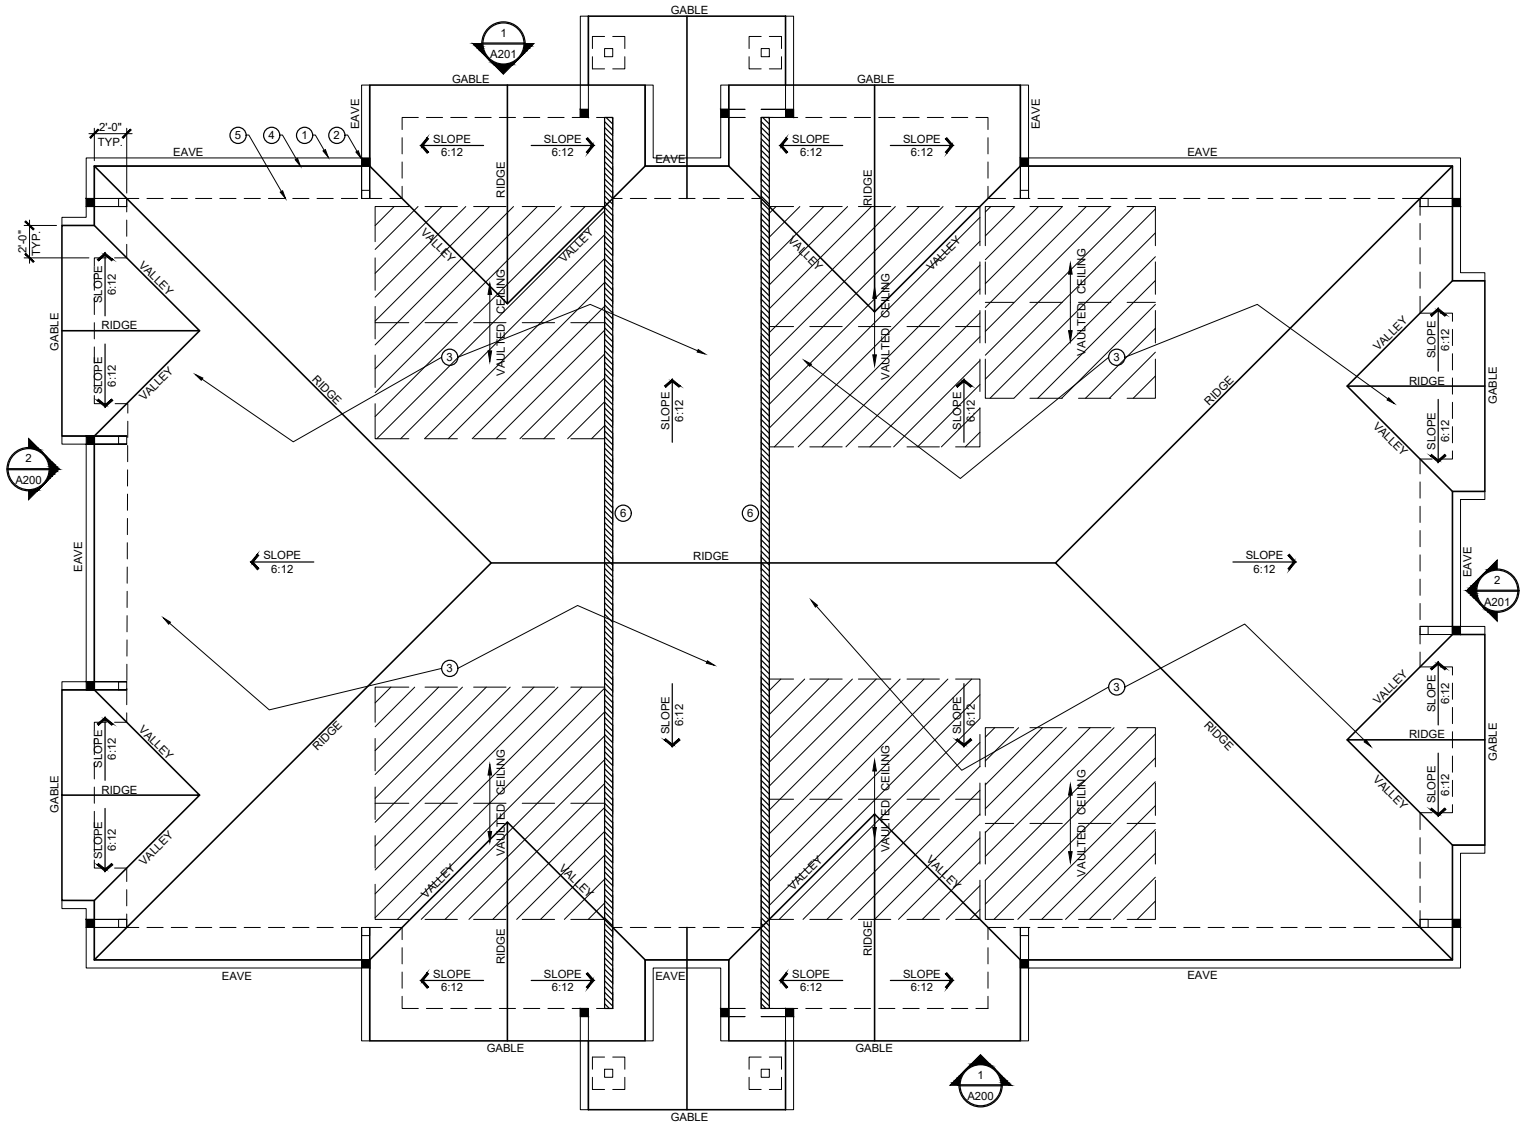 GABLE
1
A201
GABLE
GABLE
EAVE
EAVE
2'-0"
TYP.
5
4
1
2
EAVE
SLOPE
6:12
SLOPE
6:12
EAVE
SLOPE
6:12
SLOPE
6:12
EAVE
RIDGE
RIDGE
2'-0"
TYP.
VALLEY
VALLEY
VALLEY
VALLEY
VALLEY
SLOPE
6:12
GABLE
RIDGE
SLOPE
6:12
VALLEY
VAULTED CEILING
VAULTED CEILING
VAULTED CEILING
3
3
RIDGE
RIDGE
SLOPE
6:12
SLOPE
6:12
VALLEY
SLOPE
6:12
RIDGE
GABLE
SLOPE
6:12
VALLEY
2
A200
6
6
EAVE
SLOPE
6:12
RIDGE
SLOPE
6:12
EAVE
2
A201
3
3
SLOPE
6:12
SLOPE
6:12
RIDGE
RIDGE
VALLEY
SLOPE
6:12
GABLE
RIDGE
SLOPE
6:12
VALLEY
VALLEY
SLOPE
6:12
RIDGE
GABLE
SLOPE
6:12
VALLEY
VAULTED CEILING
VAULTED CEILING
VAULTED CEILING
VALLEY
VALLEY
VALLEY
VALLEY
RIDGE
RIDGE
EAVE
SLOPE
6:12
SLOPE
6:12
EAVE
SLOPE
6:12
SLOPE
6:12
EAVE
GABLE
GABLE
1
A200
GABLE